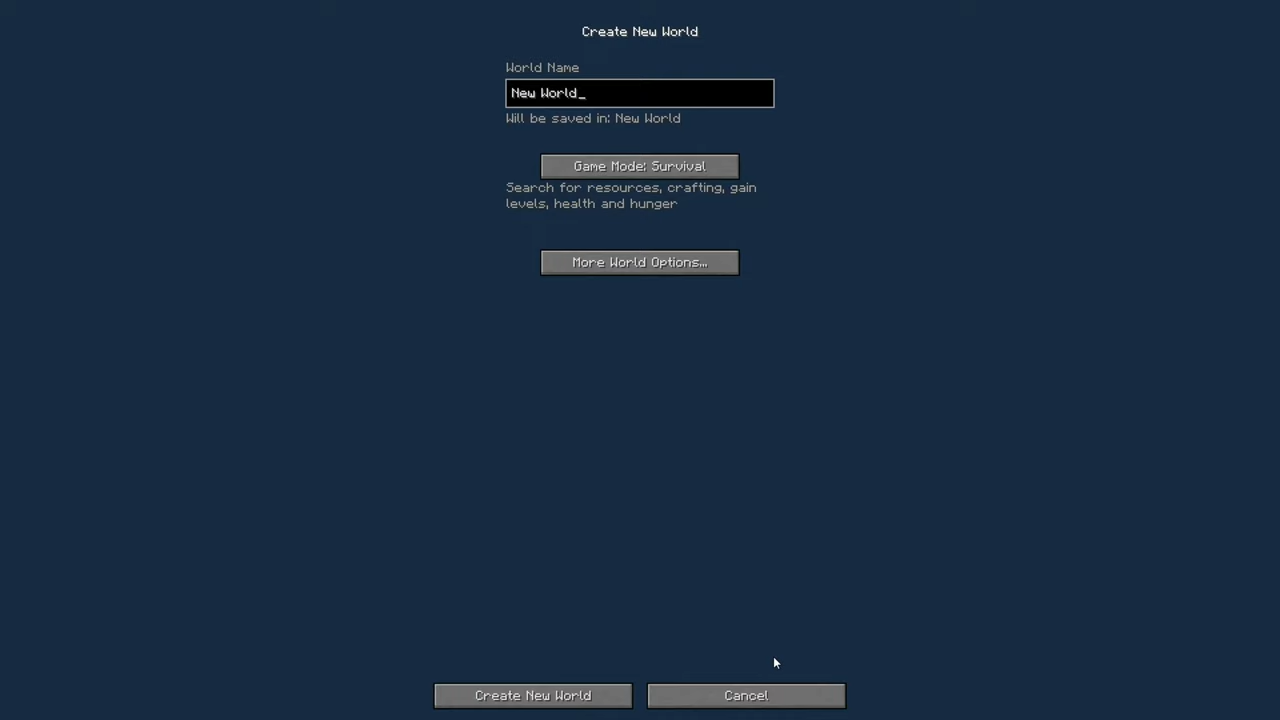 Create New World
World Name
New World_
Will be saved in: New World
Game Mode: Survival
Search for resources, crafting, gain
levels, health and hunger
More World Options...
Create New World
Cancel